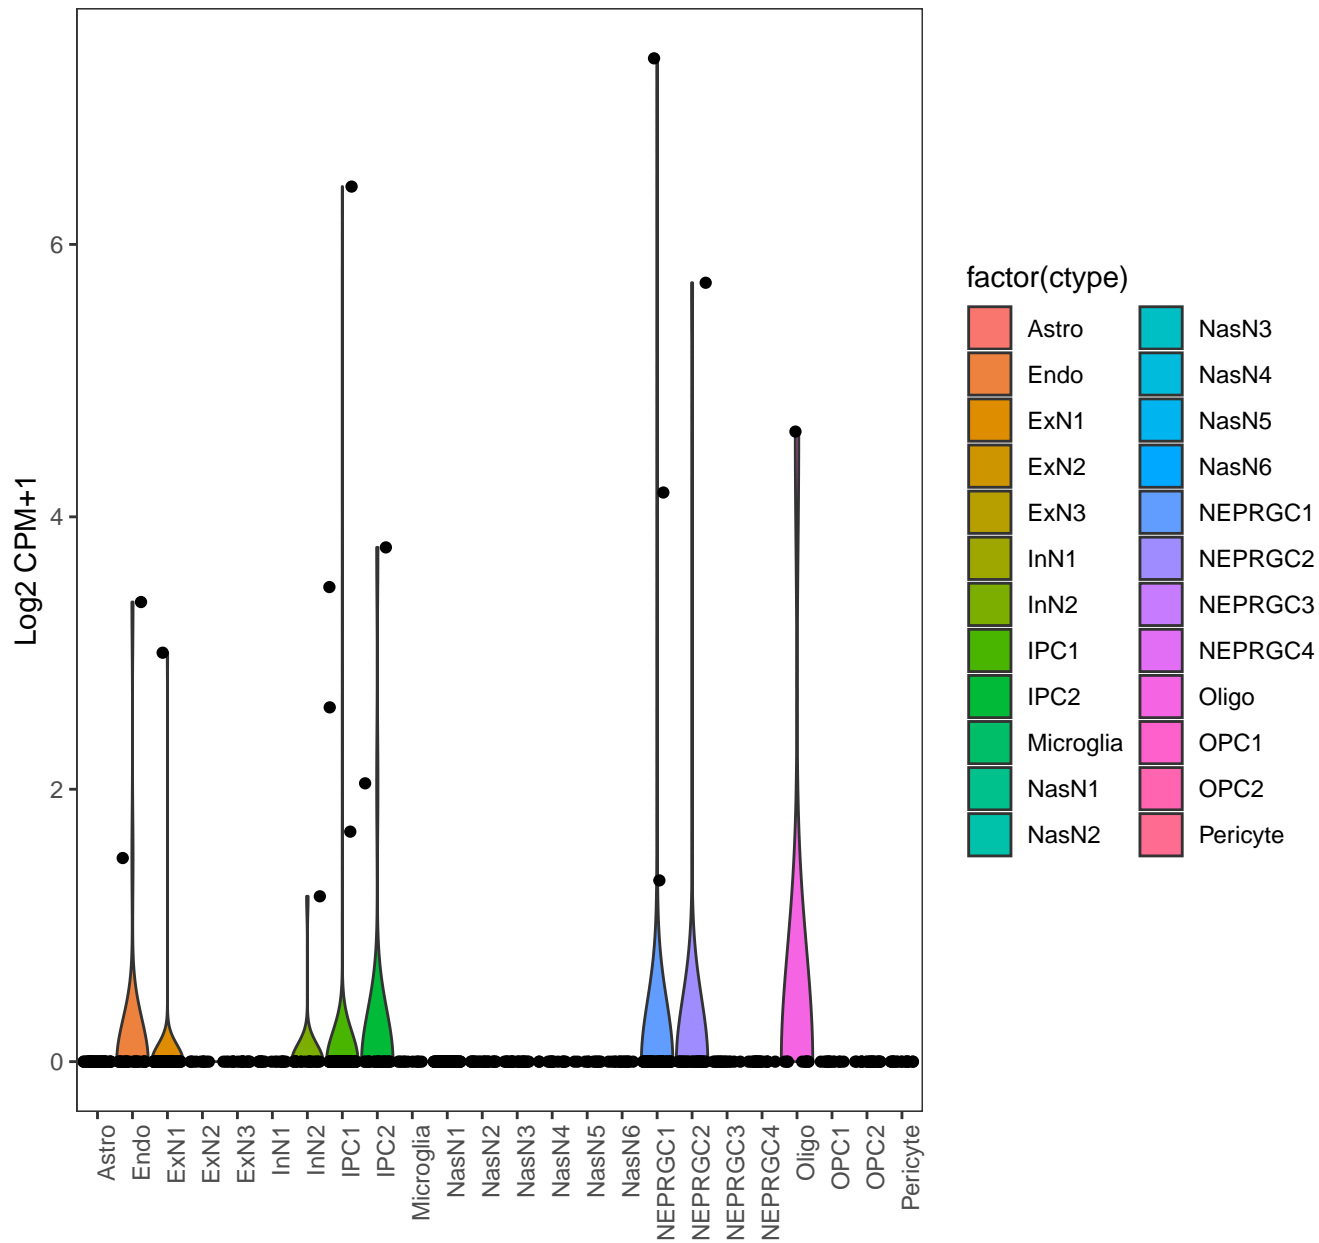 Log2 CPM+1
6
4
2
0
Astro
Endo
ExN1
ExN2
ExN3
InN1
InN2
IPC1
IPC2
Microglia
NasN1
NasN2
NasN3
NasN4
NasN5
NasN6
NEPRGC1
NEPRGC2
NEPRGC3
NEPRGC4
Oligo
OPC1
OPC2
Pericyte
factor(ctype)
Astro
Endo
ExN1
ExN2
ExN3
InN1
InN2
IPC1
IPC2
Microglia
NasN1
NasN2
NasN3
NasN4
NasN5
NasN6
NEPRGC1
NEPRGC2
NEPRGC3
NEPRGC4
Oligo
OPC1
OPC2
Pericyte